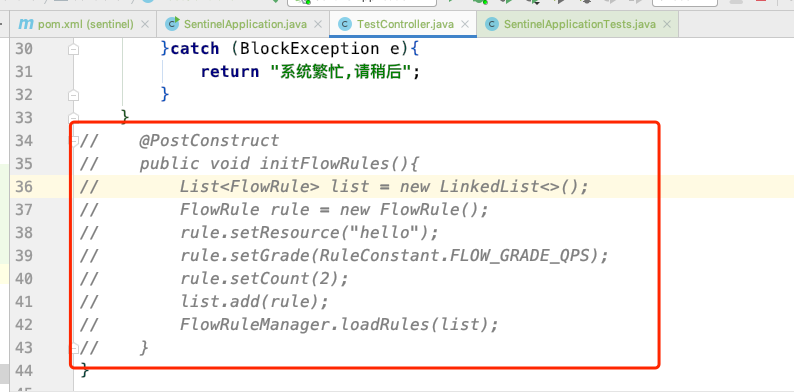 pom.xml (sentinel) SentinelApplication.java TestController.java SentinelApplicationTests.java
30 }catch (BlockException e){
31 return "系统繁忙,请稍后";
32 }
33 }
34 // @PostConstruct
35 // public void initFlowRules(){
36 // List<FlowRule> list = new LinkedList<>();
37 // FlowRule rule = new FlowRule();
38 // rule.setResource("hello");
39 // rule.setGrade(RuleConstant.FLOW_GRADE_QPS);
40 // rule.setCount(2);
41 // list.add(rule);
42 // FlowRuleManager.loadRules(list);
43 // }
44 }